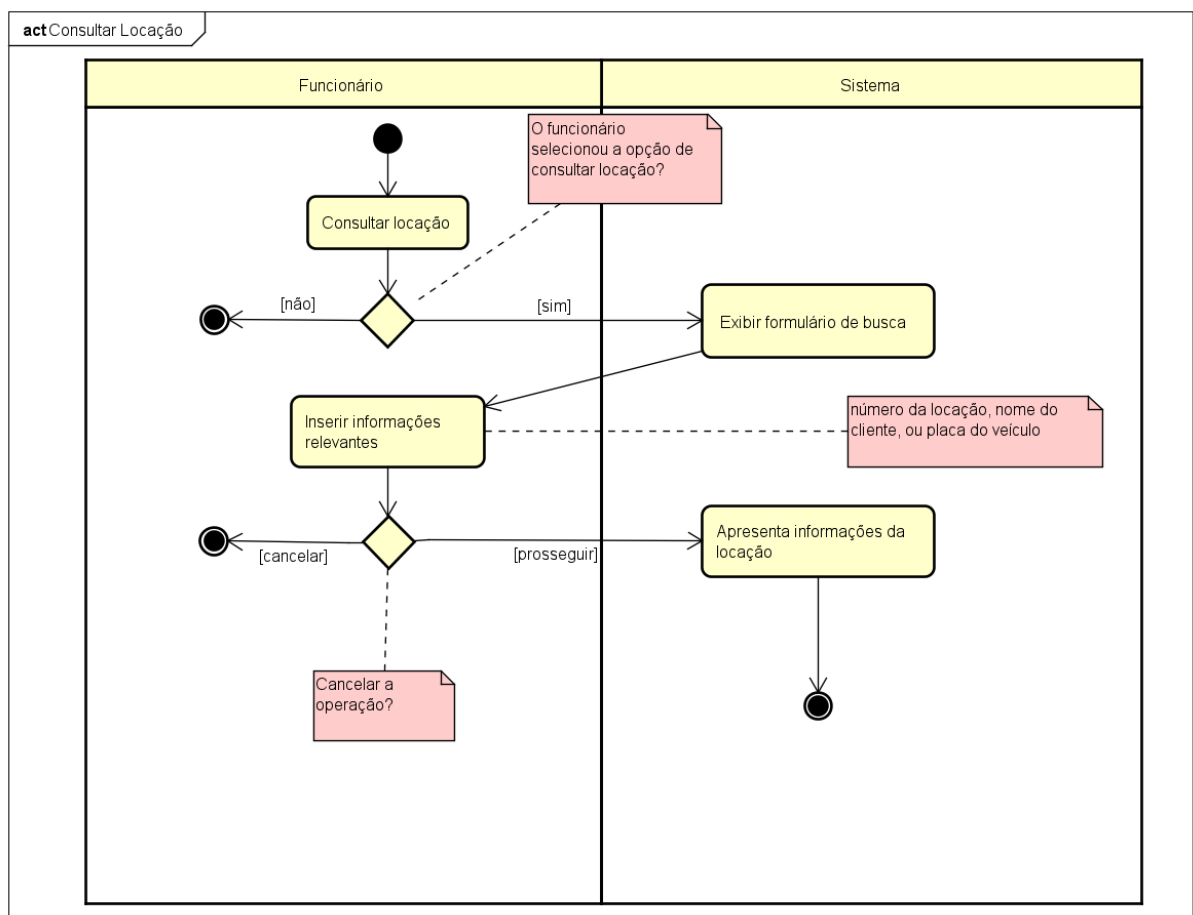 act Consultar Locação
Funcionário
Sistema
O funcionário
selecionou a opção de
consultar locação?
Consultar locação
[não]
[sim]
Exibir formulário de busca
Inserir informações
relevantes
número da locação, nome do
cliente, ou placa do veículo
Apresenta informações da
locação
[cancelar]
[prosseguir]
Cancelar a
operação?